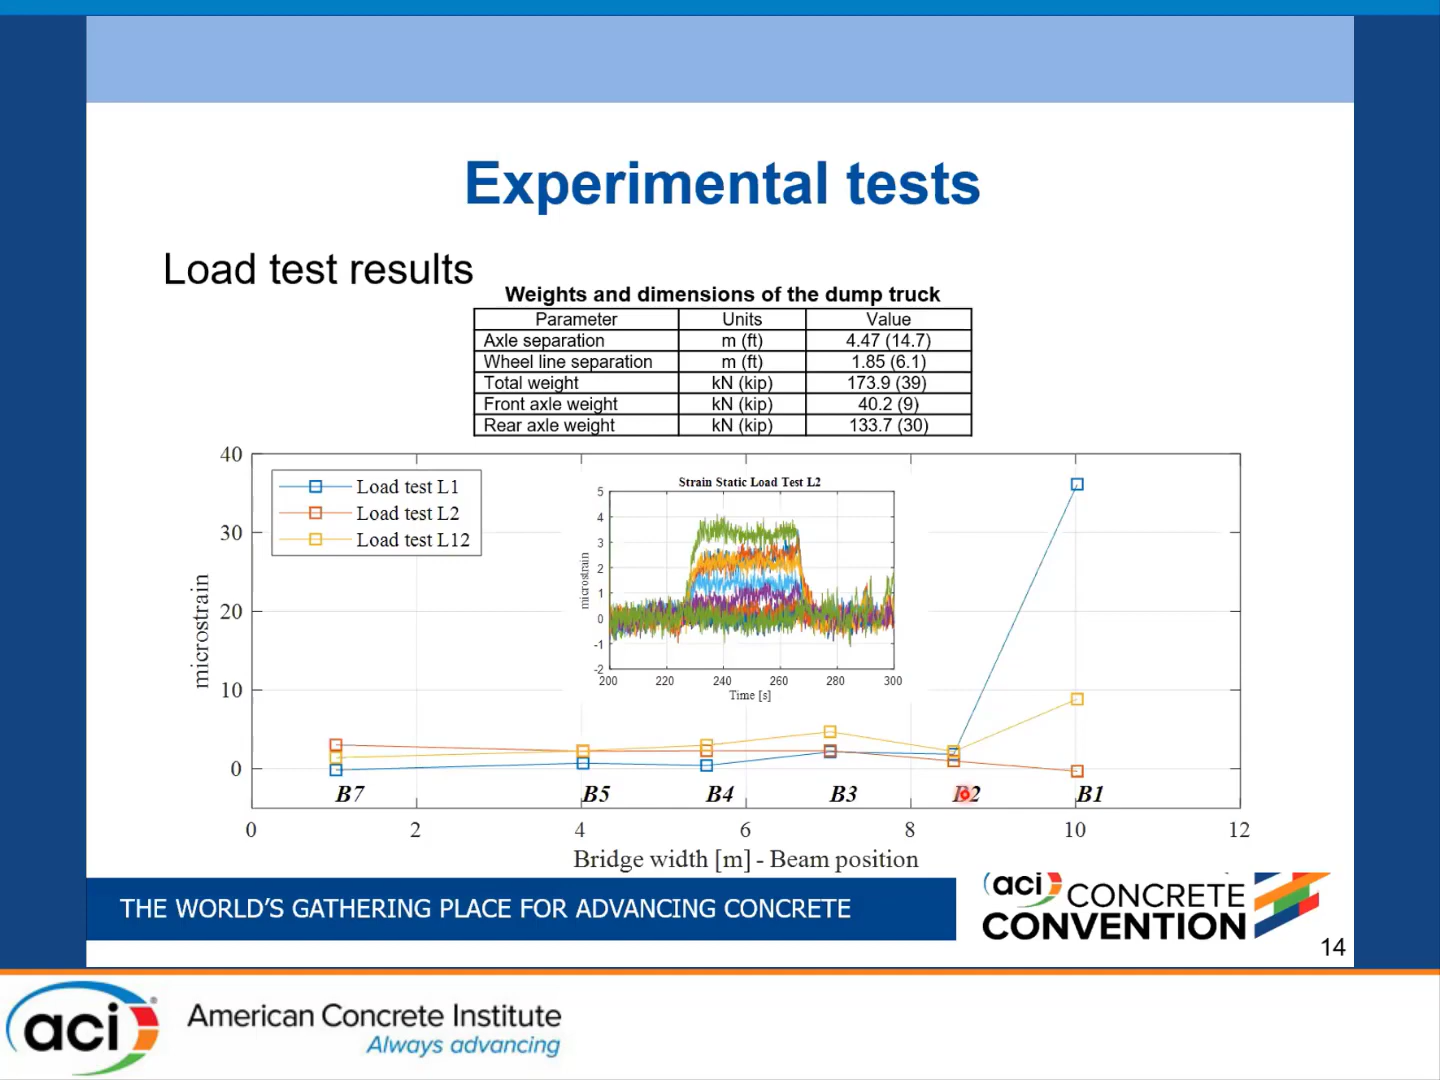 Experimental tests
Load test results
Weights and dimensions of the dump truck
Parameter Units Value
Axle separation m (ft) 4.47 (14.7)
Wheel line separation m (ft) 1.85 (6.1)
Total weight kN (kip) 173.9 (39)
Front axle weight kN (kip) 40.2 (9)
Rear axle weight kN (kip) 133.7 (30)
40
30
20
10
0
microstrain
Load test L1
Load test L2
Load test L12
Strain Static Load Test L2
5
4
3
2
1
0
-1
-2
microstrain
200 220 240 260 280 300
Time [s]
B7 B5 B4 B3 B2 B1
0 2 4 6 8 10 12
Bridge width [m] - Beam position
THE WORLD'S GATHERING PLACE FOR ADVANCING CONCRETE
aci CONCRETE
CONVENTION
14
aci
American Concrete Institute
Always advancing